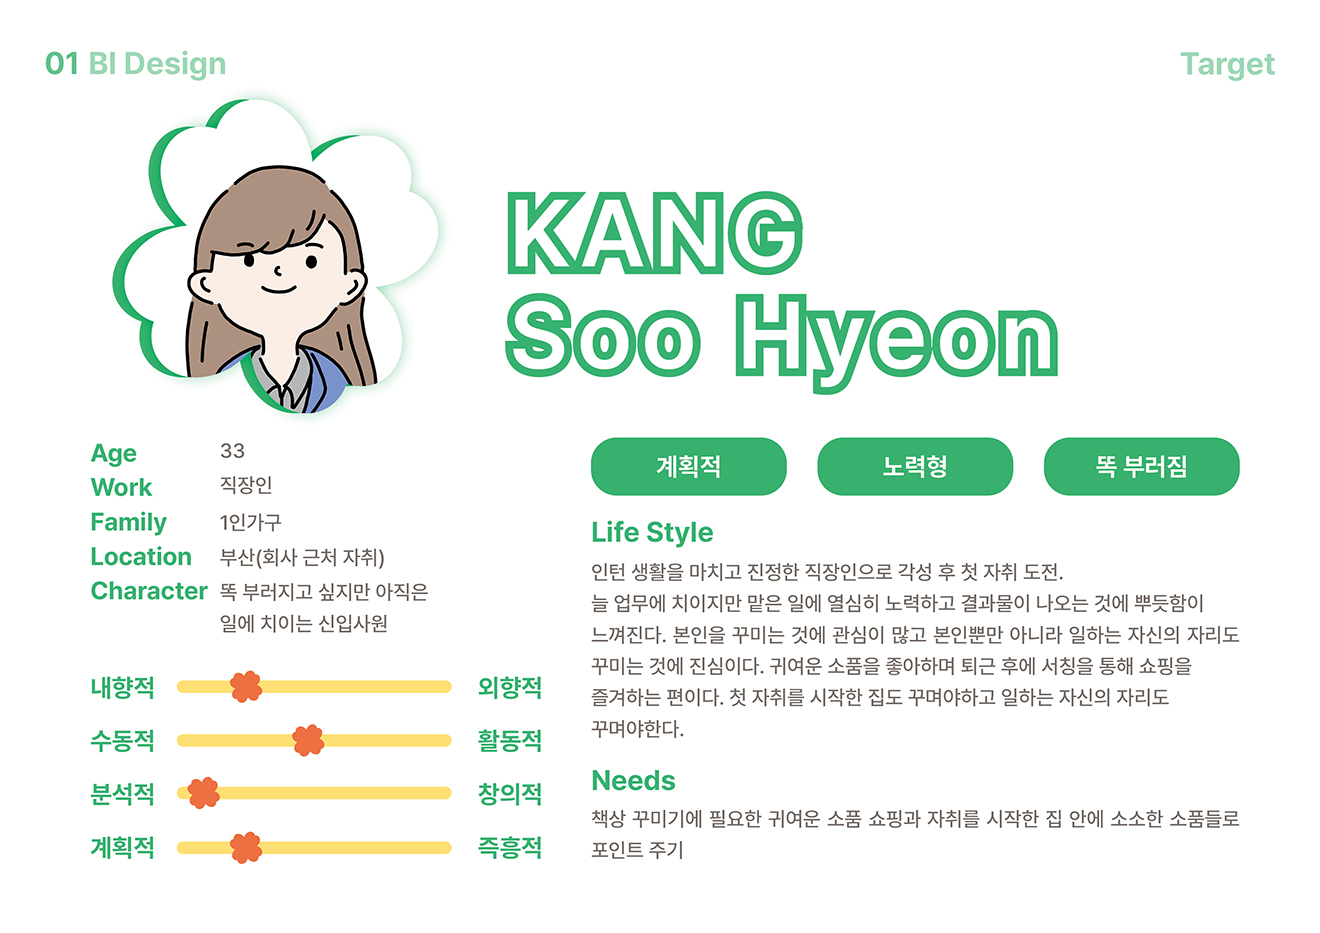 01 BI Design
Target
KANG
Soo Hyeon
Age 33
Work 직장인
Family 1인가구
Location 부산(회사 근처 자취)
Character 똑 부러지고 싶지만 아직은
일에 치이는 신입사원
내향적 외향적
수동적 활동적
분석적 창의적
계획적 즉흥적
계획적 노력형 똑 부러짐
Life Style
인턴 생활을 마치고 진정한 직장인으로 각성 후 첫 자취 도전.
늘 업무에 치이지만 맡은 일에 열심히 노력하고 결과물이 나오는 것에 뿌듯함이
느껴진다. 본인을 꾸미는 것에 관심이 많고 본인뿐만 아니라 일하는 자신의 자리도
꾸미는 것에 진심이다. 귀여운 소품을 좋아하며 퇴근 후에 서칭을 통해 쇼핑을
즐겨하는 편이다. 첫 자취를 시작한 집도 꾸며야하고 일하는 자신의 자리도
꾸며야한다.
Needs
책상 꾸미기에 필요한 귀여운 소품 쇼핑과 자취를 시작한 집 안에 소소한 소품들로
포인트 주기